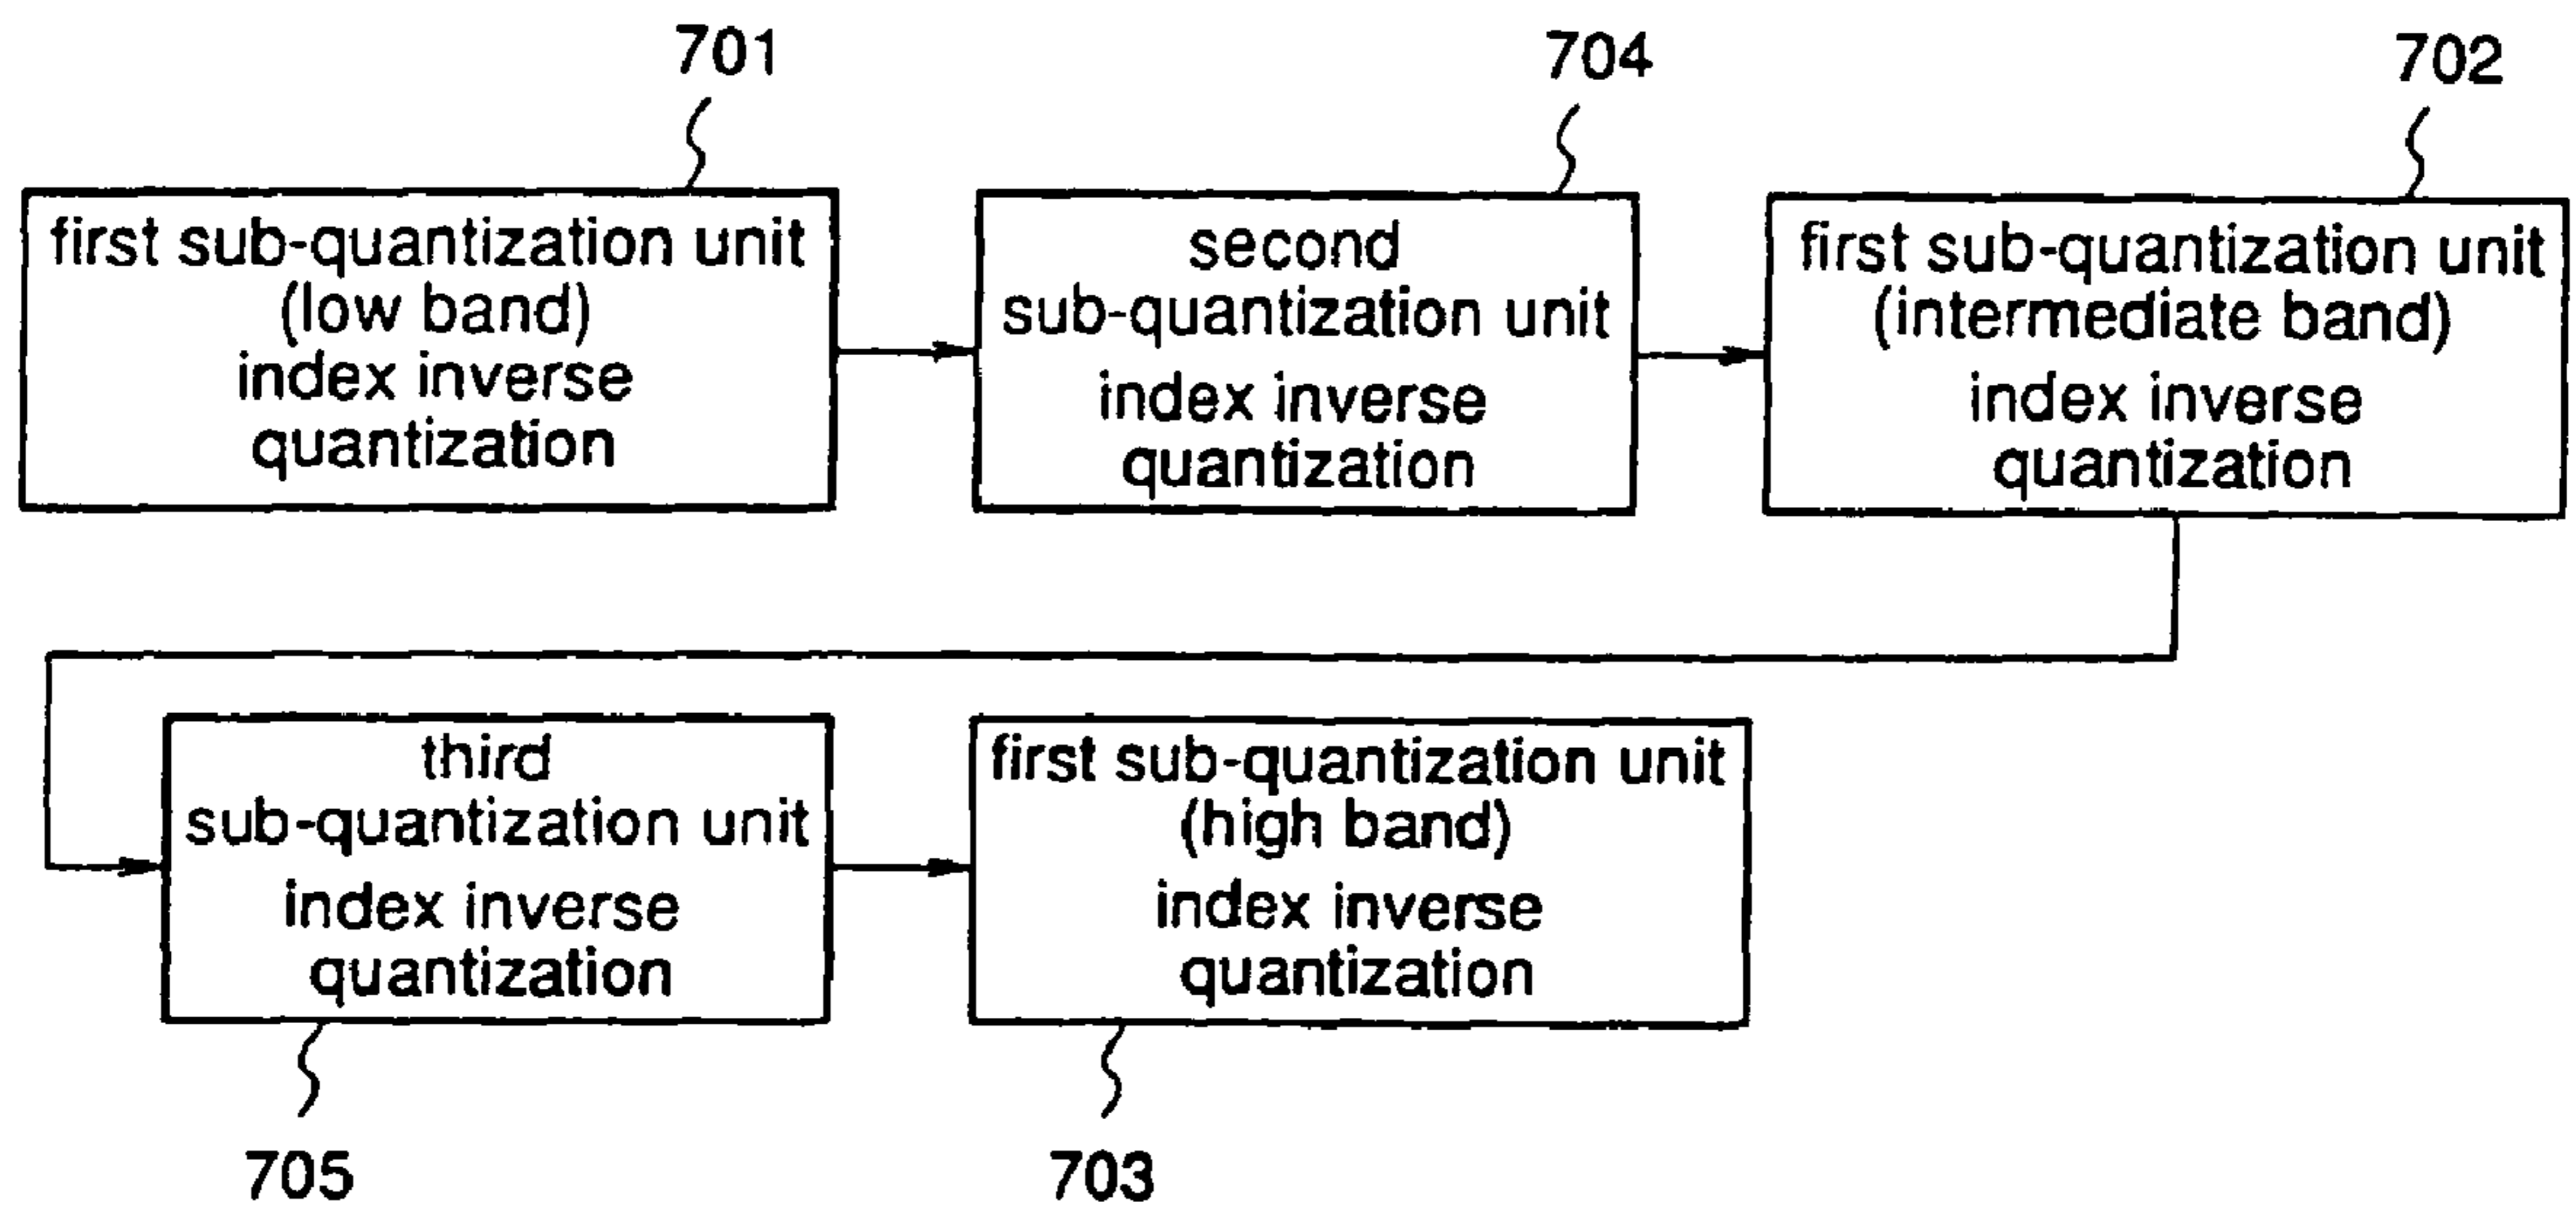 701
704
702
first sub-quantization unit
(low band)
index inverse
quantization
second
sub-quantization unit
index inverse
quantization
first sub-quantization unit
(intermediate band)
index inverse
quantization
third
sub-quantization unit
index inverse
quantization
first sub-quantization unit
(high band)
index inverse
quantization
705
703